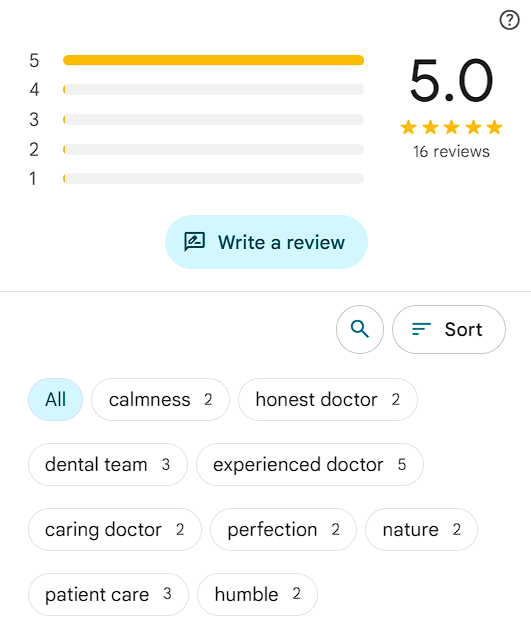 ?
5
4
3
2
1
5.0
16 reviews
Write a review
Sort
All calmness 2 honest doctor 2
dental team 3 experienced doctor 5
caring doctor 2 perfection 2 nature 2
patient care 3 humble 2